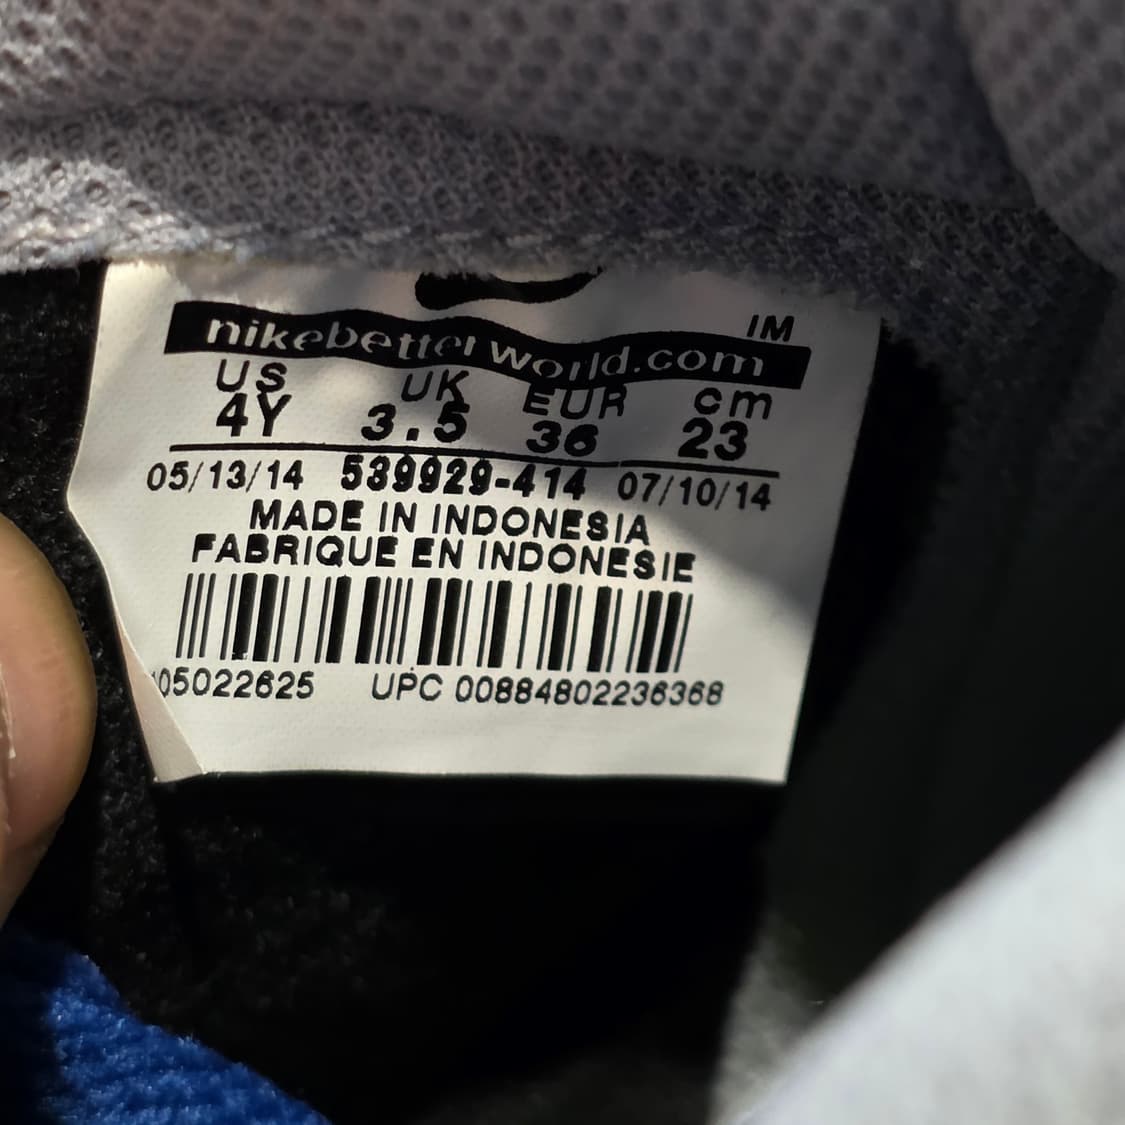 IM
nikebetterworld.com
US UK EUR cm
4Y 3.5 36 23
05/13/14 539929-414 07/10/14
MADE IN INDONESIA
FABRIQUE EN INDONESIE
05022625 UPC 00884802236368